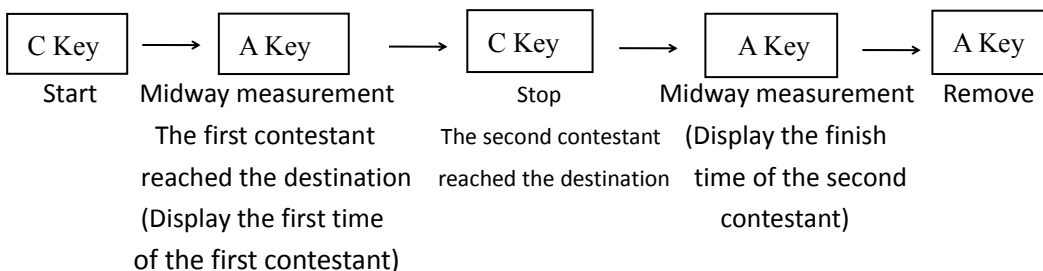 C Key A Key C Key A Key A Key
Start Midway measurement Stop Midway measurement Remove
The first contestant The second contestant (Display the finish
reached the destination reached the destination time of the second
(Display the first time contestant)
of the first contestant)